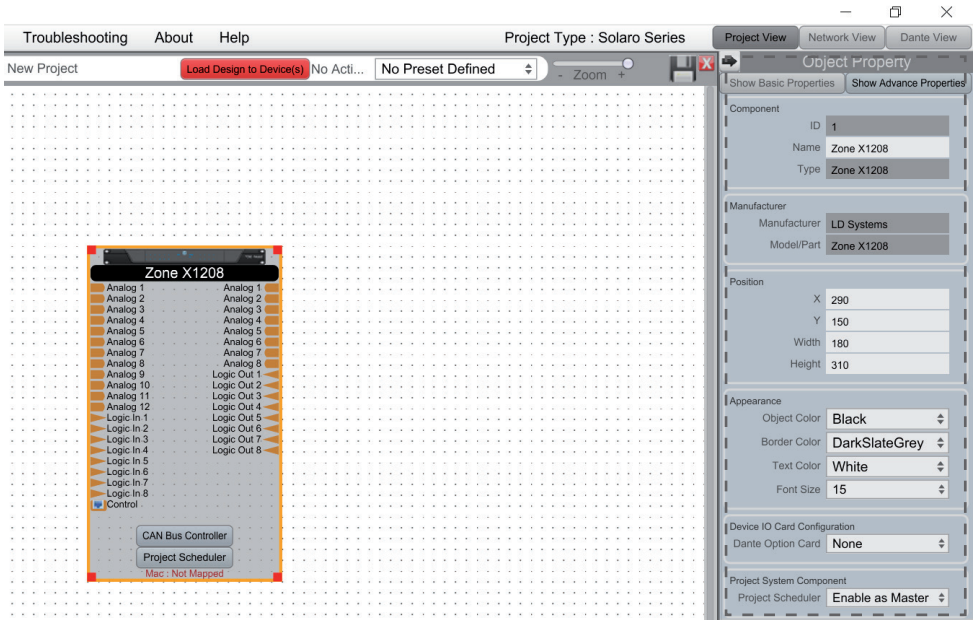 Troubleshooting About Help Project Type : Solaro Series Project View Network View Dante View
New Project Load Design to Device(s) No Acti... No Preset Defined - Zoom +
Object Property
Show Basic Properties Show Advance Properties
Component
ID 1
Name Zone X1208
Type Zone X1208
Manufacturer
Manufacturer LD Systems
Model/Part Zone X1208
Position
X 290
Y 150
Width 180
Height 310
Appearance
Object Color Black
Border Color DarkSlateGrey
Text Color White
Font Size 15
Device IO Card Configuration
Dante Option Card None
Project System Component
Project Scheduler Enable as Master
Zone X1208
Analog 1 Analog 1
Analog 2 Analog 2
Analog 3 Analog 3
Analog 4 Analog 4
Analog 5 Analog 5
Analog 6 Analog 6
Analog 7 Analog 7
Analog 8 Analog 8
Analog 9 Logic Out 1
Analog 10 Logic Out 2
Analog 11 Logic Out 3
Analog 12 Logic Out 4
Logic In 1 Logic Out 5
Logic In 2 Logic Out 6
Logic In 3 Logic Out 7
Logic In 4 Logic Out 8
Logic In 5
Logic In 6
Logic In 7
Logic In 8
Control
CAN Bus Controller
Project Scheduler
Mac : Not Mapped